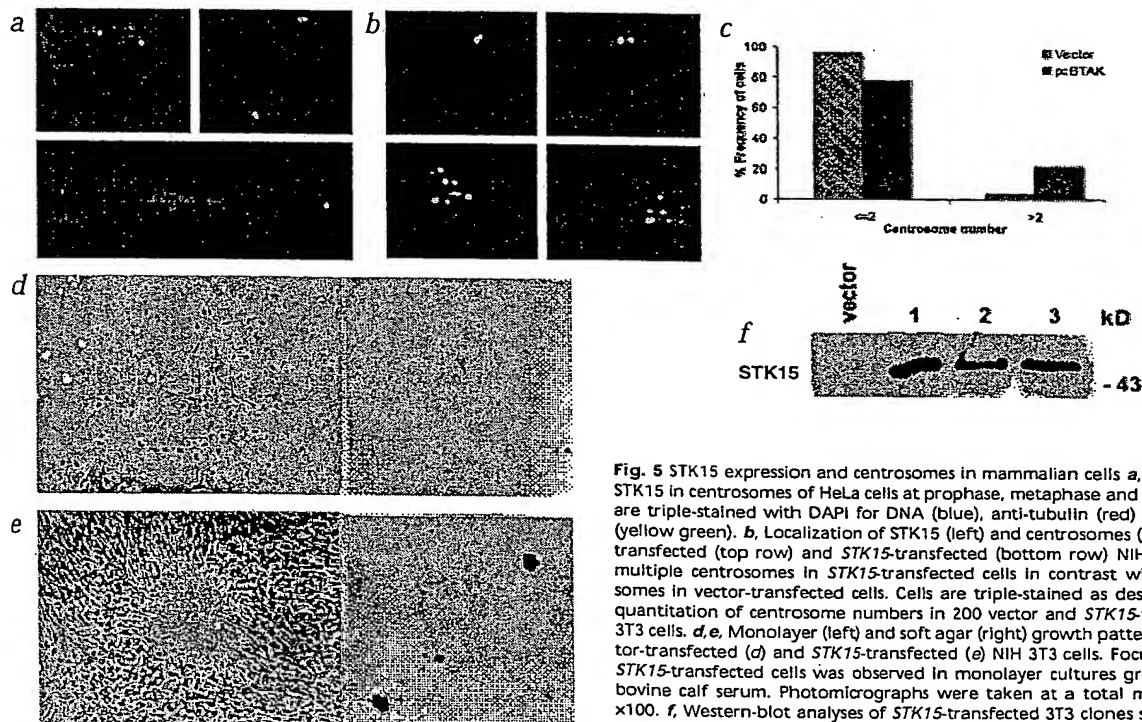 a
b
c
100
80
60
40
20
0
% Frequency of cells
Vector
pcBTAK
<=2
>2
Centrosome number
d
e
f
vector
1 2 3 kD
STK15
- 43
Fig. 5 STK15 expression and centrosomes in mammalian cells a,
STK15 in centrosomes of HeLa cells at prophase, metaphase and
are triple-stained with DAPI for DNA (blue), anti-tubulin (red)
(yellow green). b, Localization of STK15 (left) and centrosomes (
transfected (top row) and STK15-transfected (bottom row) NIH
multiple centrosomes in STK15-transfected cells in contrast w
somes in vector-transfected cells. Cells are triple-stained as des
quantitation of centrosome numbers in 200 vector and STK15-
3T3 cells. d,e, Monolayer (left) and soft agar (right) growth patte
tor-transfected (d) and STK15-transfected (e) NIH 3T3 cells. Focu
STK15-transfected cells was observed in monolayer cultures gr
bovine calf serum. Photomicrographs were taken at a total m
×100. f, Western-blot analyses of STK15-transfected 3T3 clones